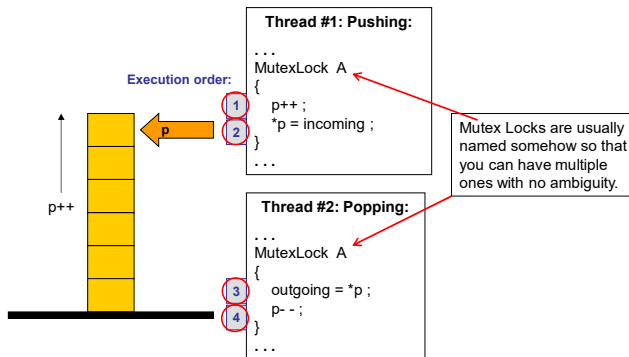 Thread #1: Pushing:
. . .
MutexLock A
{
p++ ;
*p = incoming ;
}
. . .
Execution order:
1
2
p
p++
Mutex Locks are usually
named somehow so that
you can have multiple
ones with no ambiguity.
Thread #2: Popping:
. . .
MutexLock A
{
outgoing = *p ;
p- - ;
}
. . .
3
4